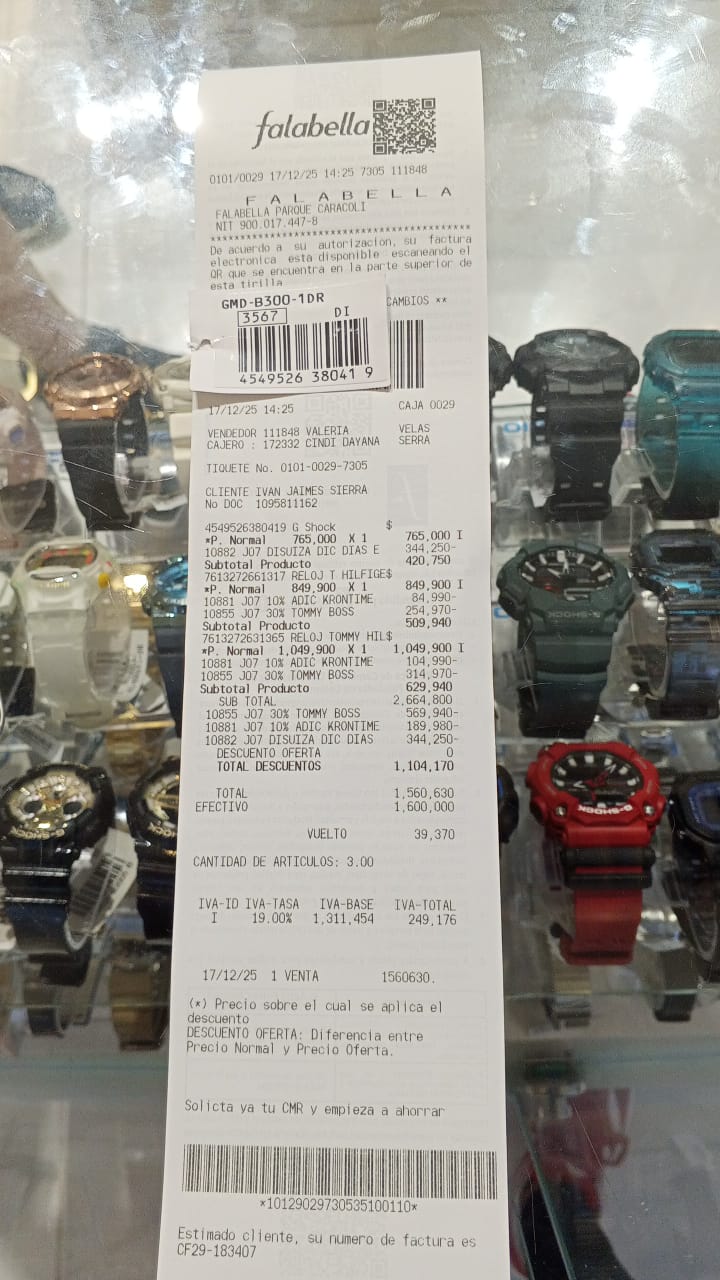 falabella
0101/0029 17/12/25 14:25 7305 111848
F A L A B E L L A
FALABELLA PARQUE CARACOLI
NIT 900.017.447-8
******************************************
De acuerdo a su autorizacion, su factura
electronica esta disponible escaneando el
QR que se encuentra en la parte superior de
esta tirilla
CAMBIOS **
GMD-B300-1DR
3567 DI
4549526 38041 9
17/12/25 14:25 CAJA 0029
VENDEDOR 111848 VALERIA VELAS
CAJERO : 172332 CINDI DAYANA SERRA
TIQUETE No. 0101-0029-7305
CLIENTE IVAN JAIMES SIERRA
No DOC 1095811162
4549526380419 G Shock $
*P. Normal 765,000 X 1 765,000 I
10882 J07 DISUIZA DIC DIAS E 344,250-
Subtotal Producto 420,750
7613272661317 RELOJ T HILFIGE$
*P. Normal 849,900 X 1 849,900 I
10881 J07 10% ADIC KRONTIME 84,990-
10855 J07 30% TOMMY BOSS 254,970-
Subtotal Producto 509,940
7613272631365 RELOJ TOMMY HIL$
*P. Normal 1,049,900 X 1 1,049,900 I
10881 J07 10% ADIC KRONTIME 104,990-
10855 J07 30% TOMMY BOSS 314,970-
Subtotal Producto 629,940
SUB TOTAL 2,664,800
10855 J07 30% TOMMY BOSS 569,940-
10881 J07 10% ADIC KRONTIME 189,980-
10882 J07 DISUIZA DIC DIAS 344,250-
DESCUENTO OFERTA 0
TOTAL DESCUENTOS 1,104,170
TOTAL 1,560,630
EFECTIVO 1,600,000
VUELTO 39,370
CANTIDAD DE ARTICULOS: 3.00
IVA-ID IVA-TASA IVA-BASE IVA-TOTAL
I 19.00% 1,311,454 249,176
17/12/25 1 VENTA 1560630.
(*) Precio sobre el cual se aplica el
descuento
DESCUENTO OFERTA: Diferencia entre
Precio Normal y Precio Oferta.
Solicta ya tu CMR y empieza a ahorrar
*10129029730535100110*
Estimado cliente, su numero de factura es
CF29-183407
G-SHOCK
G-SHOCK
G-SHOCK